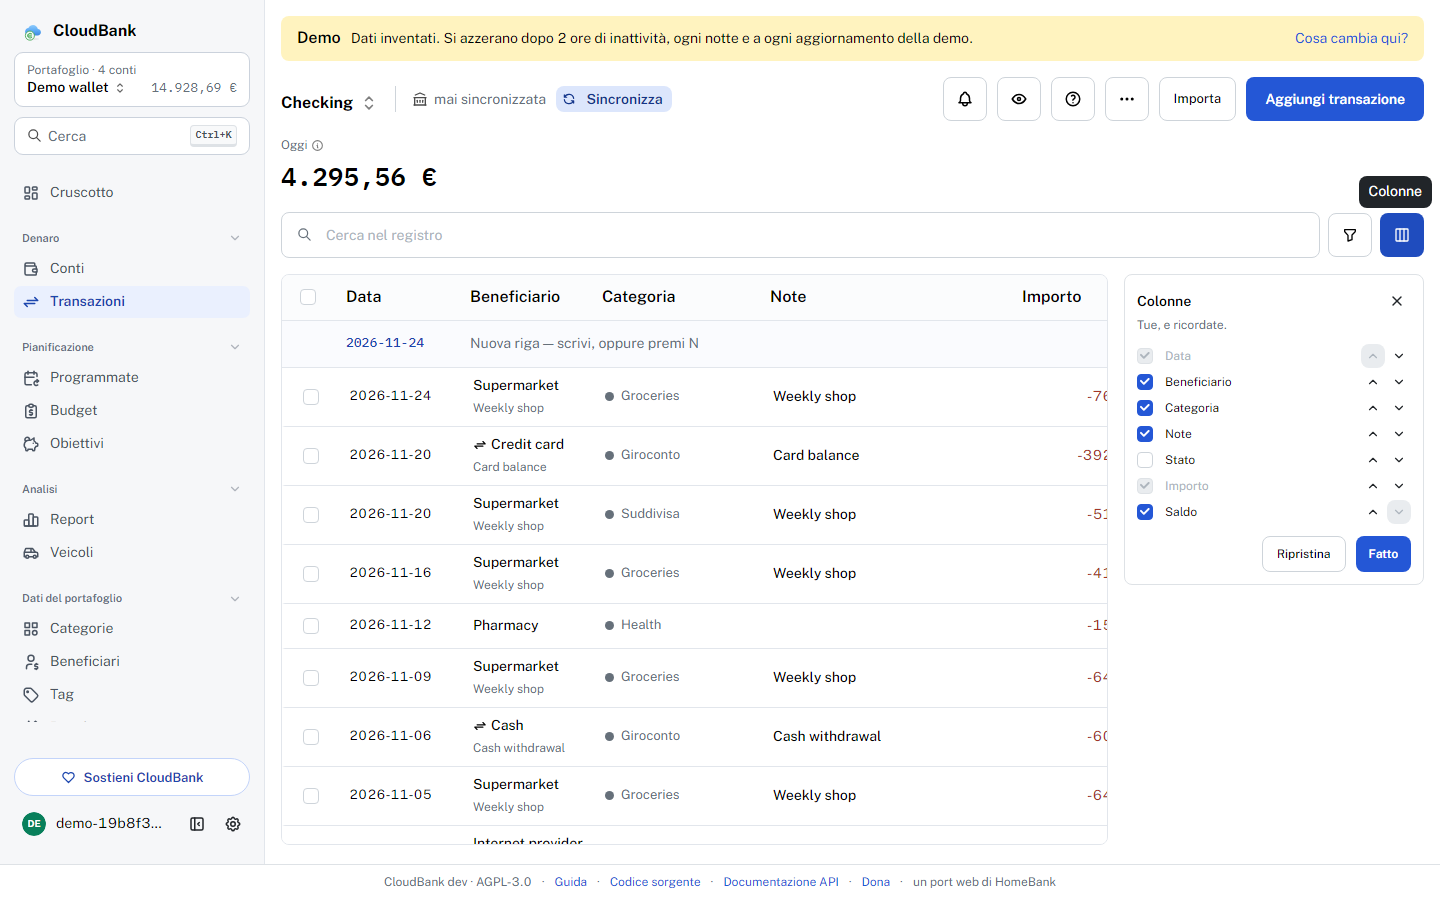 CloudBank
Portafoglio · 4 conti
Demo wallet 14.928,69 €
Cerca Ctrl+K
Cruscotto
Denaro
Conti
Transazioni
Pianificazione
Programmate
Budget
Obiettivi
Analisi
Report
Veicoli
Dati del portafoglio
Categorie
Beneficiari
Tag
Sostieni CloudBank
DE demo-19b8f3...
Demo Dati inventati. Si azzerano dopo 2 ore di inattività, ogni notte e a ogni aggiornamento della demo. Cosa cambia qui?
Checking mai sincronizzata Sincronizza Importa Aggiungi transazione
Oggi
4.295,56 €
Colonne
Cerca nel registro
Data Beneficiario Categoria Note Importo
2026-11-24 Nuova riga — scrivi, oppure premi N
2026-11-24 Supermarket Weekly shop Groceries Weekly shop -76
2026-11-20 Credit card Card balance Giroconto Card balance -392
2026-11-20 Supermarket Weekly shop Suddivisa Weekly shop -51
2026-11-16 Supermarket Weekly shop Groceries Weekly shop -41
2026-11-12 Pharmacy Health -15
2026-11-09 Supermarket Weekly shop Groceries Weekly shop -64
2026-11-06 Cash Cash withdrawal Giroconto Cash withdrawal -60
2026-11-05 Supermarket Weekly shop Groceries Weekly shop -64
Internet provider
Colonne
Tue, e ricordate.
Data
Beneficiario
Categoria
Note
Stato
Importo
Saldo
Ripristina Fatto
CloudBank dev · AGPL-3.0 · Guida · Codice sorgente · Documentazione API · Dona · un port web di HomeBank